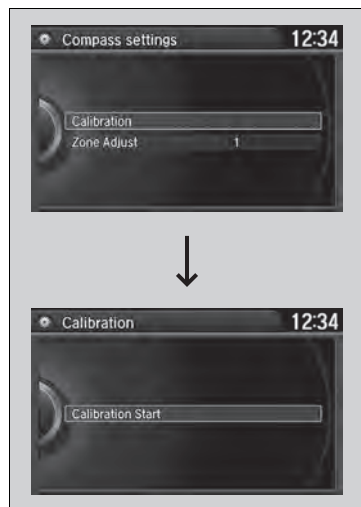 Compass settings 12:34
Calibration
Zone Adjust 1
Calibration 12:34
Calibration Start